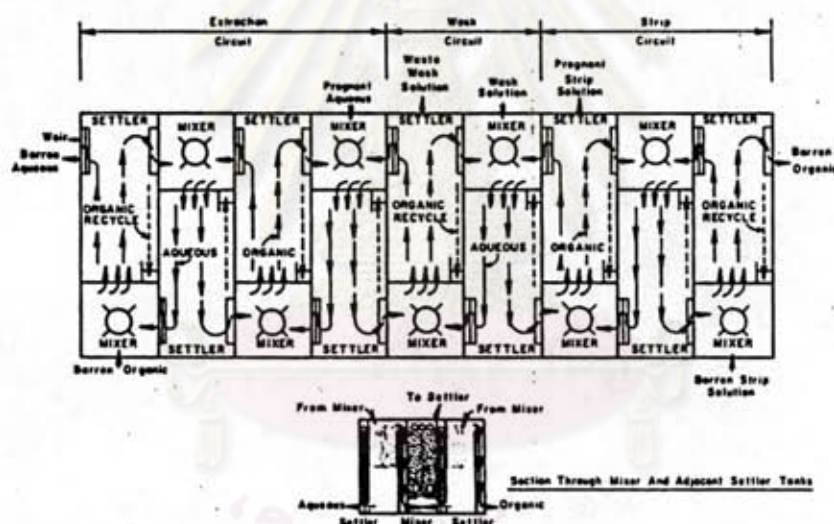 Extraction Circuit
Wash Circuit
Strip Circuit
Waste Wash Solution
Pregnant Strip Solution
Pregnant Aqueous
Wash Solution
SETTLER
MIXER
SETTLER
MIXER
SETTLER
MIXER
SETTLER
MIXER
SETTLER
Weir
Barren Aqueous
Barren Organic
ORGANIC RECYCLE
AQUEOUS
ORGANIC
ORGANIC RECYCLE
AQUEOUS
ORGANIC
ORGANIC RECYCLE
MIXER
SETTLER
MIXER
SETTLER
MIXER
SETTLER
MIXER
SETTLER
MIXER
Barren Organic
Barren Strip Solution
To Settler
From Mixer
From Mixer
Section Through Mixer And Adjacent Settler Tanks
Aqueous
Organic
Settler
Mixer
Settler